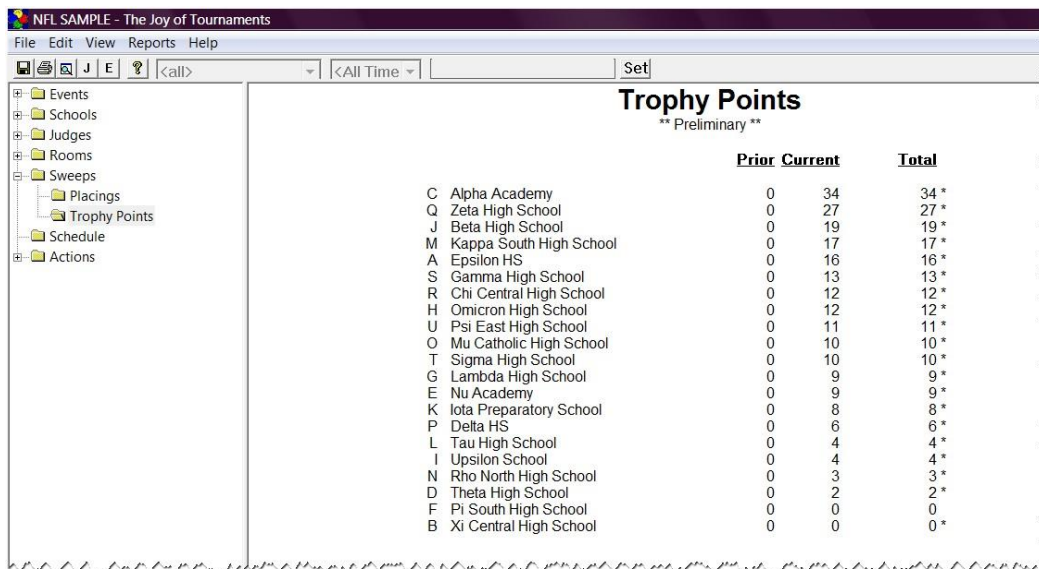 NFL SAMPLE - The Joy of Tournaments
File Edit View Reports Help
J E ? <all> <All Time Set
Events
Schools
Judges
Rooms
Sweeps
Placings
Trophy Points
Schedule
Actions
Trophy Points
** Preliminary **
Prior Current Total
C Alpha Academy 0 34 34 *
Q Zeta High School 0 27 27 *
J Beta High School 0 19 19 *
M Kappa South High School 0 17 17 *
A Epsilon HS 0 16 16 *
S Gamma High School 0 13 13 *
R Chi Central High School 0 12 12 *
H Omicron High School 0 12 12 *
U Psi East High School 0 11 11 *
O Mu Catholic High School 0 10 10 *
T Sigma High School 0 10 10 *
G Lambda High School 0 9 9 *
E Nu Academy 0 9 9 *
K Iota Preparatory School 0 8 8 *
P Delta HS 0 6 6 *
L Tau High School 0 4 4 *
I Upsilon School 0 4 4 *
N Rho North High School 0 3 3 *
D Theta High School 0 2 2 *
F Pi South High School 0 0 0
B Xi Central High School 0 0 0 *